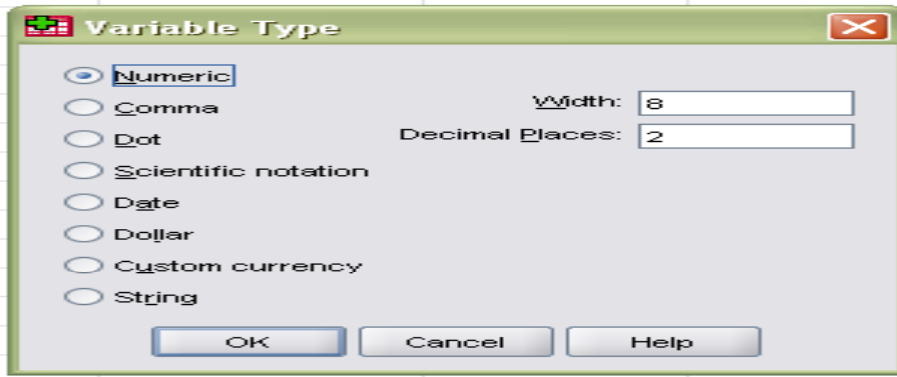 Variable Type
Numeric
Comma
Width: 8
Dot
Decimal Places: 2
Scientific notation
Date
Dollar
Custom currency
String
OK Cancel Help